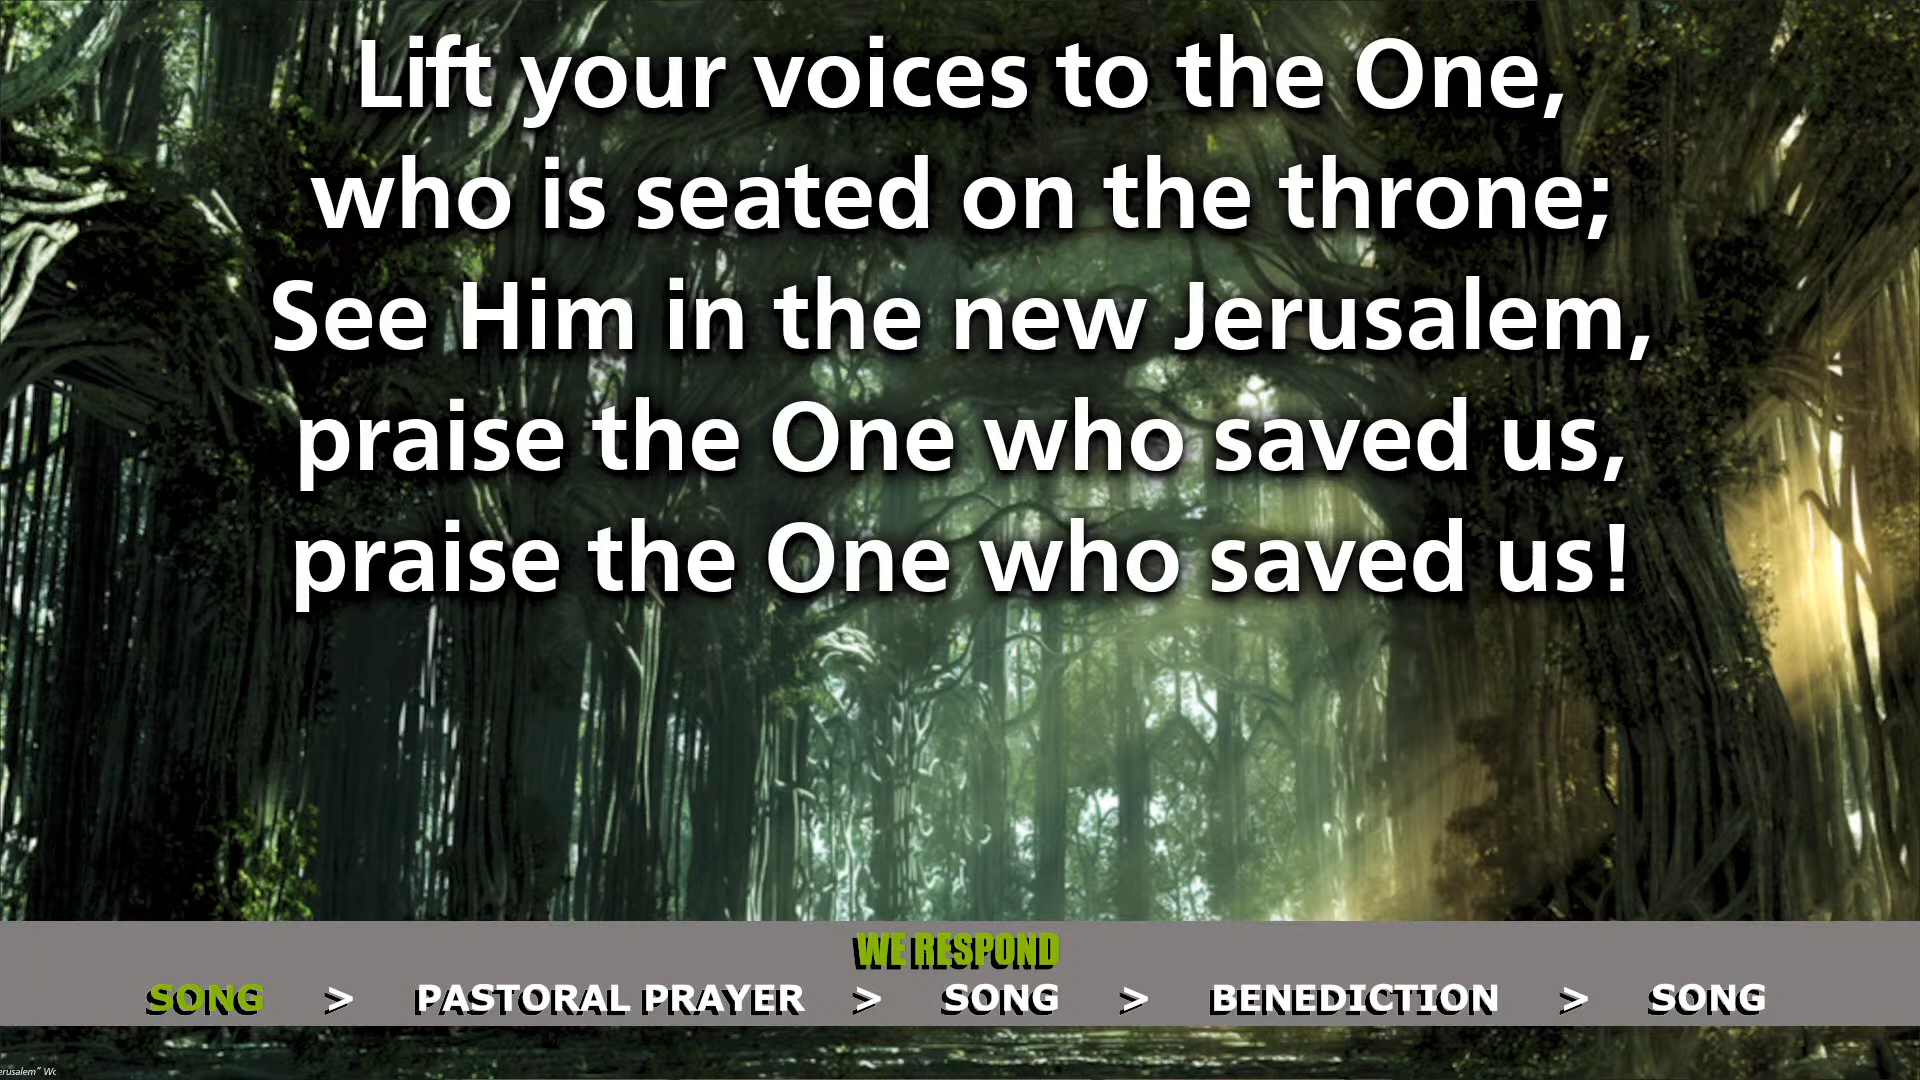 Lift your voices to the One,
who is seated on the throne;
See Him in the new Jerusalem,
praise the One who saved us,
praise the One who saved us!
WE RESPOND
SONG > PASTORAL PRAYER > SONG > BENEDICTION > SONG
erusalem” Wo